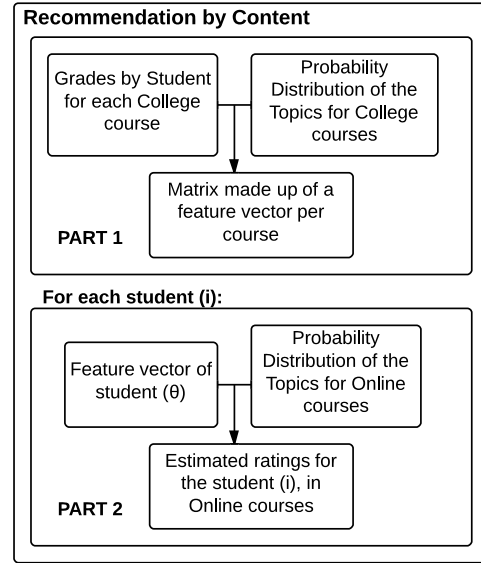 Recommendation by Content
Grades by Student
for each College
course
Probability
Distribution of the
Topics for College
courses
Matrix made up of a
feature vector per
course
PART 1
For each student (i):
Feature vector of
student (θ)
Probability
Distribution of the
Topics for Online
courses
Estimated ratings for
the student (i), in
Online courses
PART 2